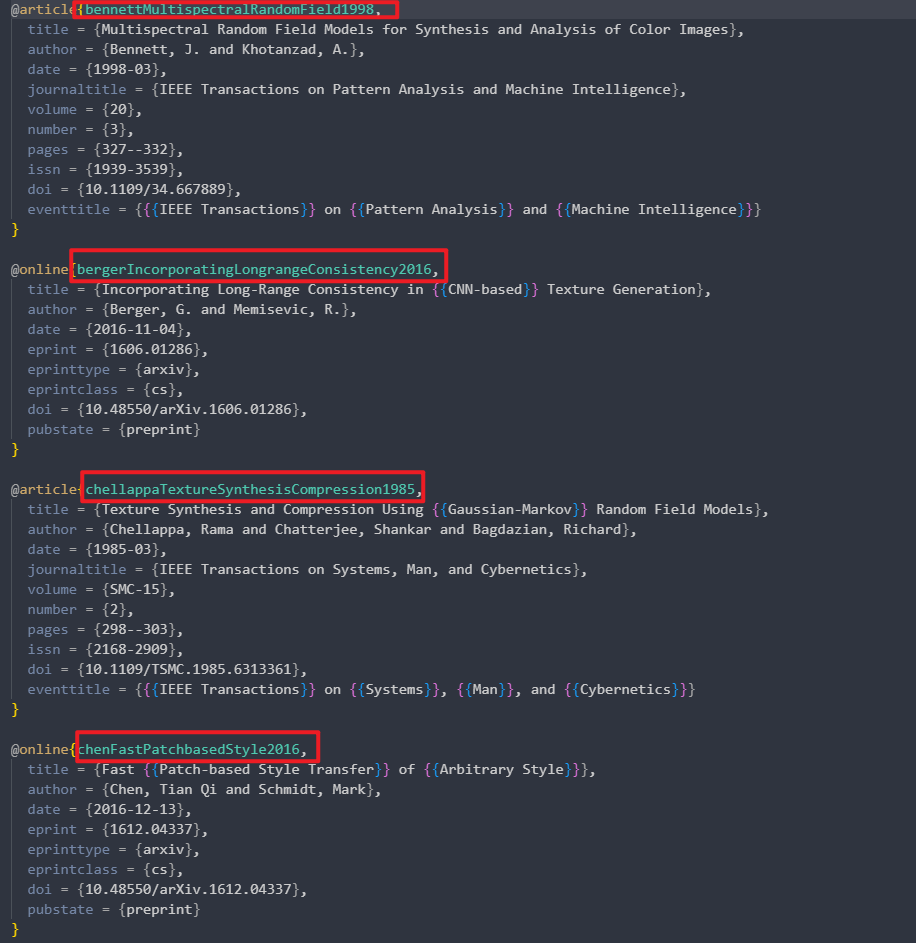 @article{bennettMultispectralRandomField1998,
  title = {Multispectral Random Field Models for Synthesis and Analysis of Color Images},
  author = {Bennett, J. and Khotanzad, A.},
  date = {1998-03},
  journaltitle = {IEEE Transactions on Pattern Analysis and Machine Intelligence},
  volume = {20},
  number = {3},
  pages = {327--332},
  issn = {1939-3539},
  doi = {10.1109/34.667889},
  eventtitle = {{{IEEE Transactions}} on {{Pattern Analysis}} and {{Machine Intelligence}}}
}
@online{bergerIncorporatingLongrangeConsistency2016,
  title = {Incorporating Long-Range Consistency in {{CNN-based}} Texture Generation},
  author = {Berger, G. and Memisevic, R.},
  date = {2016-11-04},
  eprint = {1606.01286},
  eprinttype = {arxiv},
  eprintclass = {cs},
  doi = {10.48550/arXiv.1606.01286},
  pubstate = {preprint}
}
@article{chellappaTextureSynthesisCompression1985,
  title = {Texture Synthesis and Compression Using {{Gaussian-Markov}} Random Field Models},
  author = {Chellappa, Rama and Chatterjee, Shankar and Bagdazian, Richard},
  date = {1985-03},
  journaltitle = {IEEE Transactions on Systems, Man, and Cybernetics},
  volume = {SMC-15},
  number = {2},
  pages = {298--303},
  issn = {2168-2909},
  doi = {10.1109/TSMC.1985.6313361},
  eventtitle = {{{IEEE Transactions}} on {{Systems}}, {{Man}}, and {{Cybernetics}}}
}
@online{chenFastPatchbasedStyle2016,
  title = {Fast {{Patch-based Style Transfer}} of {{Arbitrary Style}}},
  author = {Chen, Tian Qi and Schmidt, Mark},
  date = {2016-12-13},
  eprint = {1612.04337},
  eprinttype = {arxiv},
  eprintclass = {cs},
  doi = {10.48550/arXiv.1612.04337},
  pubstate = {preprint}
}